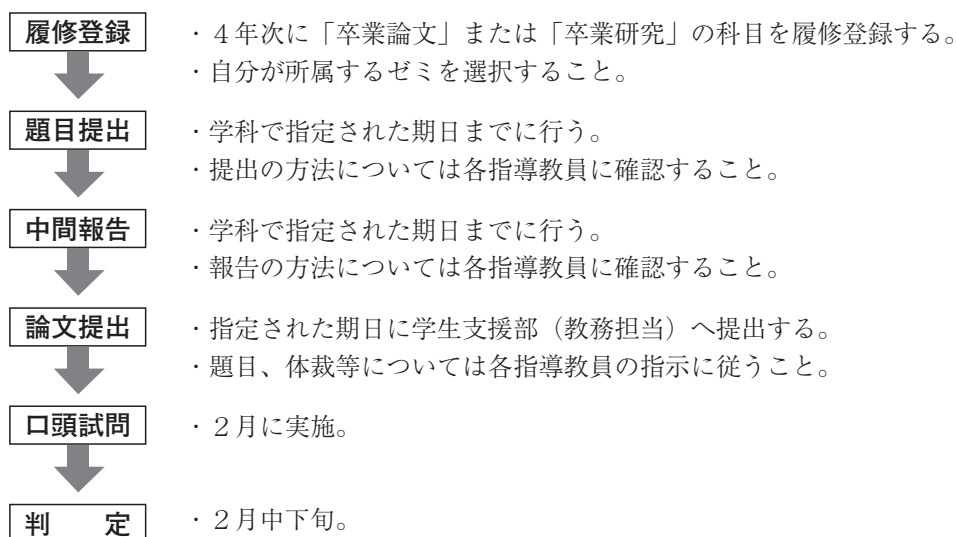 履修登録 ・４年次に「卒業論文」または「卒業研究」の科目を履修登録する。
・自分が所属するゼミを選択すること。
題目提出 ・学科で指定された期日までに行う。
・提出の方法については各指導教員に確認すること。
中間報告 ・学科で指定された期日までに行う。
・報告の方法については各指導教員に確認すること。
論文提出 ・指定された期日に学生支援部（教務担当）へ提出する。
・題目、体裁等については各指導教員の指示に従うこと。
口頭試問 ・２月に実施。
判　　定 ・２月中下旬。